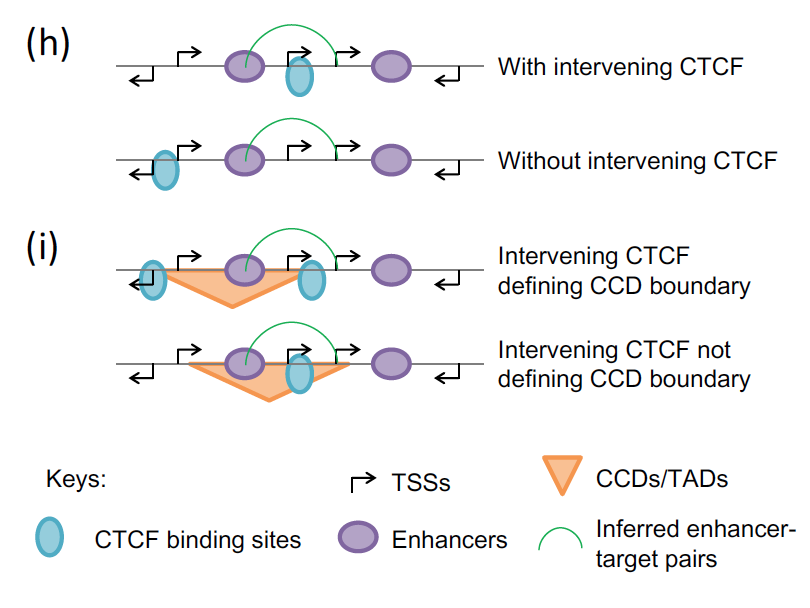 (h)
With intervening CTCF
Without intervening CTCF
(i)
Intervening CTCF
defining CCD boundary
Intervening CTCF not
defining CCD boundary
Keys:
TSSs
CCDs/TADs
CTCF binding sites
Enhancers
Inferred enhancer-
target pairs